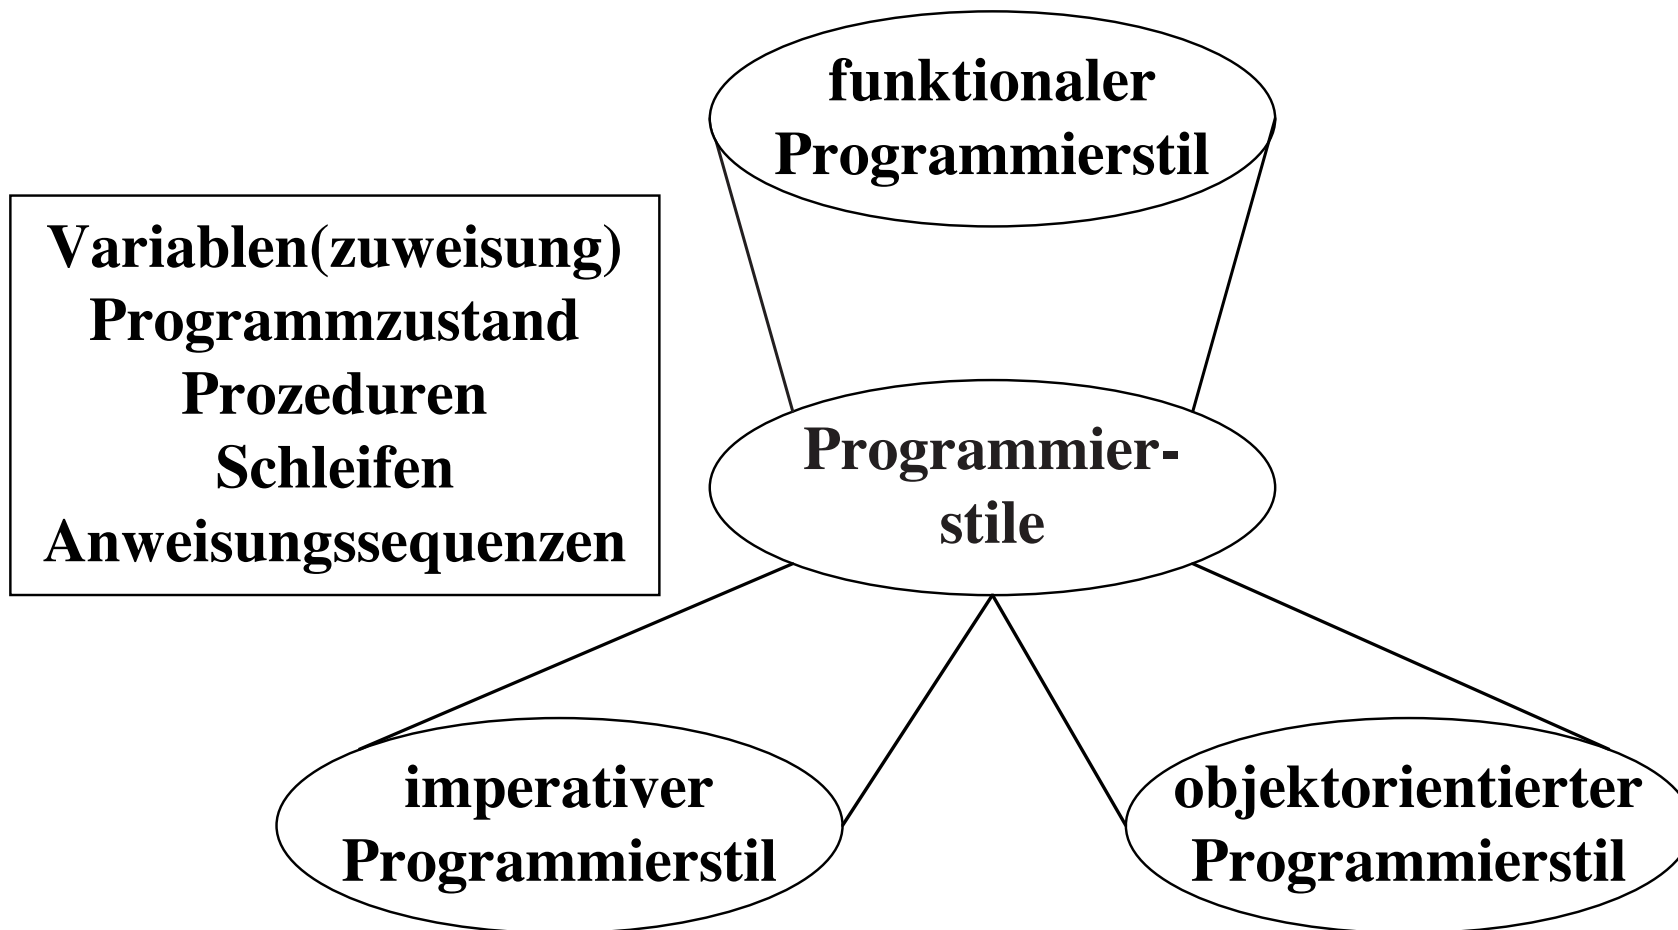 funktionaler
Programmierstil
Variablen(zuweisung)
Programmzustand
Prozeduren
Schleifen
Anweisungssequenzen
Programmier-
stile
imperativer
Programmierstil
objektorientierter
Programmierstil